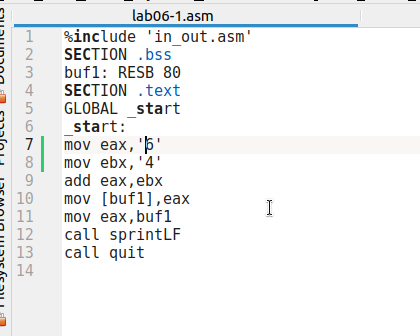 lab06-1.asm
1 %include 'in_out.asm'
2 SECTION .bss
3 buf1: RESB 80
4 SECTION .text
5 GLOBAL _start
6 _start:
7 mov eax,'6'
8 mov ebx,'4'
9 add eax,ebx
10 mov [buf1],eax
11 mov eax,buf1
12 call sprintLF
13 call quit
14
Documents
Projects
Filesystem Browser